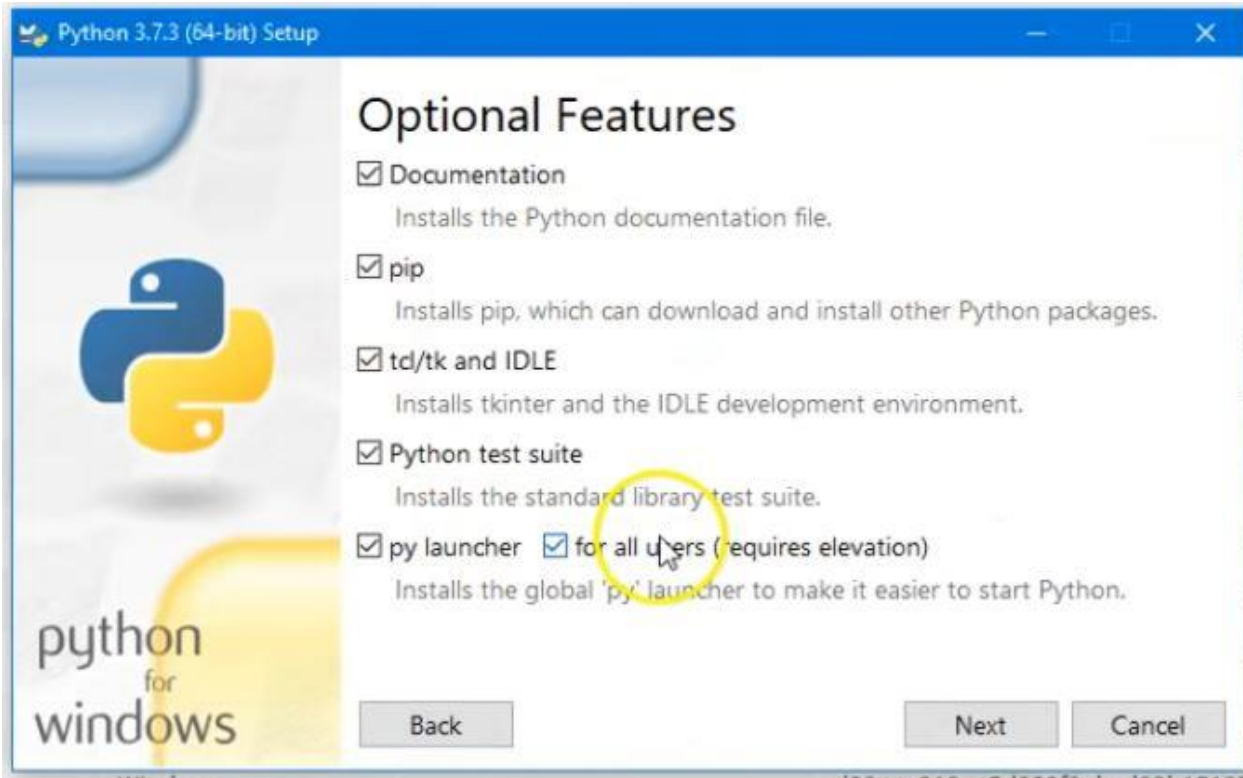 Python 3.7.3 (64-bit) Setup
Optional Features
Documentation
Installs the Python documentation file.
pip
Installs pip, which can download and install other Python packages.
tcl/tk and IDLE
Installs tkinter and the IDLE development environment.
Python test suite
Installs the standard library test suite.
py launcher for all users (requires elevation)
Installs the global 'py' launcher to make it easier to start Python.
python
for
windows
Back Next Cancel